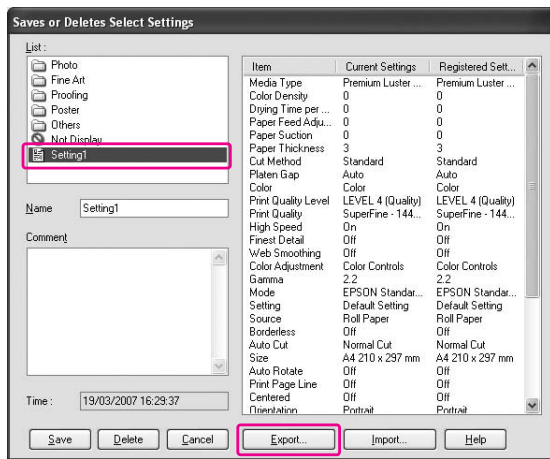 Saves or Deletes Select Settings
List :
Photo
Fine Art
Proofing
Poster
Others
Not Display
Setting1
Name Setting1
Comment
Time : 19/03/2007 16:29:37
Item Current Settings Registered Sett...
Media Type Premium Luster ... Premium Luster ...
Color Density 0 0
Drying Time per ... 0 0
Paper Feed Adju... 0 0
Paper Suction 0 0
Paper Thickness 3 3
Cut Method Standard Standard
Platen Gap Auto Auto
Color Color Color
Print Quality Level LEVEL 4 (Quality) LEVEL 4 (Quality)
Print Quality SuperFine - 144... SuperFine - 144...
High Speed On On
Finest Detail Off Off
Web Smoothing Off Off
Color Adjustment Color Controls Color Controls
Gamma 2.2 2.2
Mode EPSON Standar... EPSON Standar...
Setting Default Setting Default Setting
Source Roll Paper Roll Paper
Borderless Off Off
Auto Cut Normal Cut Normal Cut
Size A4 210 x 297 mm A4 210 x 297 mm
Auto Rotate Off Off
Print Page Line Off Off
Centered Off Off
Orientation Portrait Portrait
Save Delete Cancel Export... Import... Help